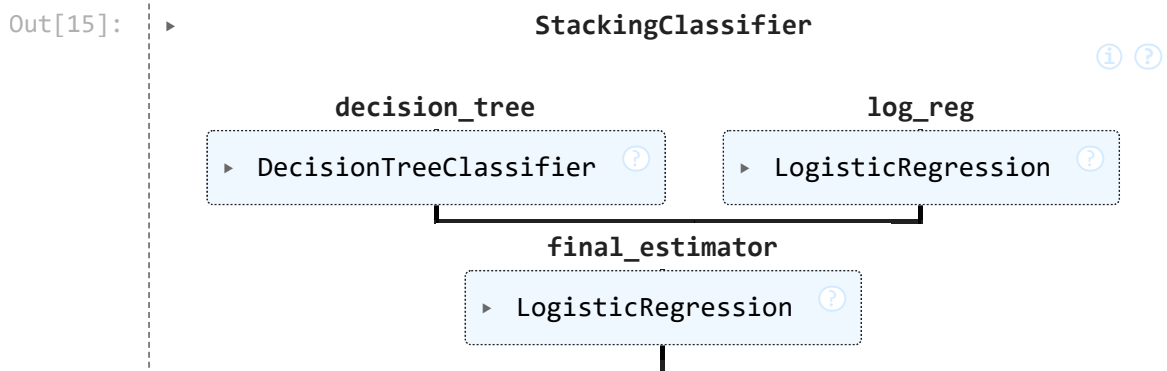 Out[15]:
StackingClassifier
i ?
decision_tree log_reg
DecisionTreeClassifier ? LogisticRegression ?
final_estimator
LogisticRegression ?